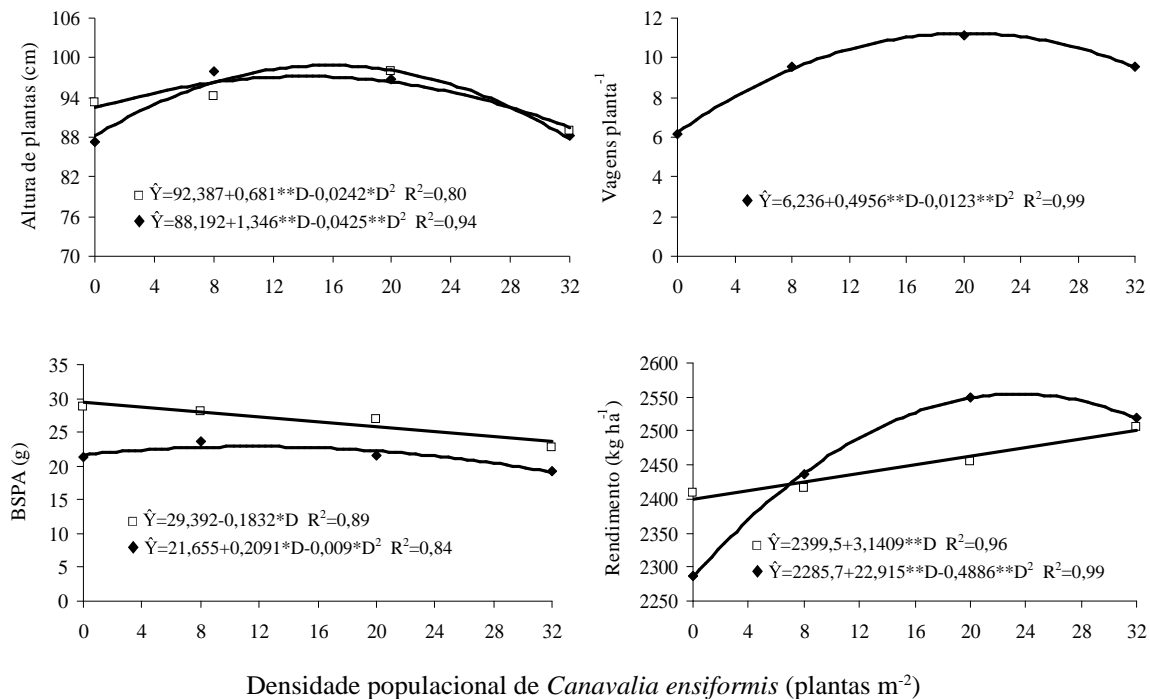 Altura de plantas (cm)
106
100
94
88
82
76
70
□ Ŷ=92,387+0,681**D-0,0242*D² R²=0,80
◆ Ŷ=88,192+1,346**D-0,0425**D² R²=0,94
0 4 8 12 16 20 24 28 32
Vagens planta⁻¹
12
10
8
6
4
2
0
◆ Ŷ=6,236+0,4956**D-0,0123**D² R²=0,99
0 4 8 12 16 20 24 28 32
BSPA (g)
35
30
25
20
15
10
5
0
□ Ŷ=29,392-0,1832*D R²=0,89
◆ Ŷ=21,655+0,2091*D-0,009*D² R²=0,84
0 4 8 12 16 20 24 28 32
Rendimento (kg ha⁻¹)
2600
2550
2500
2450
2400
2350
2300
2250
□ Ŷ=2399,5+3,1409**D R²=0,96
◆ Ŷ=2285,7+22,915**D-0,4886**D² R²=0,99
0 4 8 12 16 20 24 28 32
Densidade populacional de Canavalia ensiformis (plantas m⁻²)